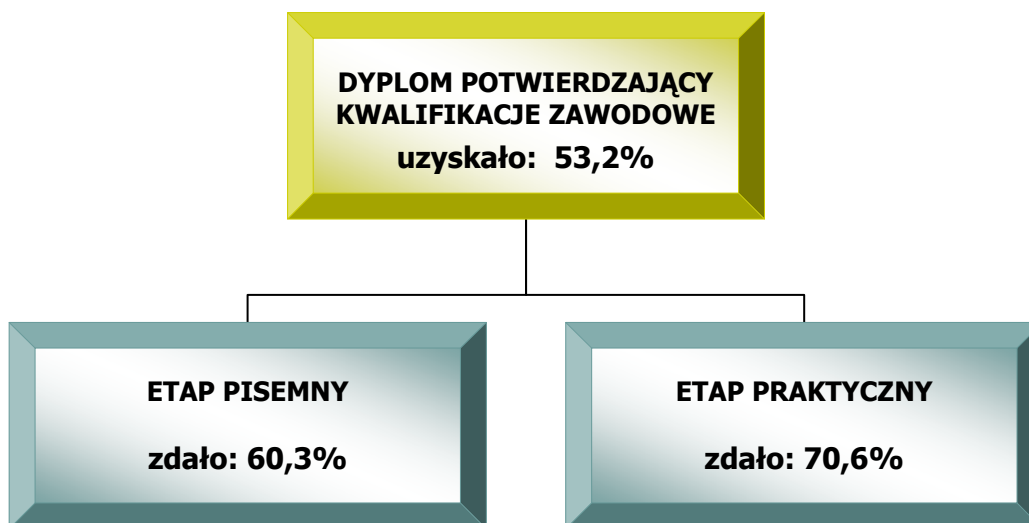 DYPLOM POTWIERDZAJĄCY
KWALIFIKACJE ZAWODOWE
uzyskało: 53,2%
ETAP PISEMNY
zdało: 60,3%
ETAP PRAKTYCZNY
zdało: 70,6%